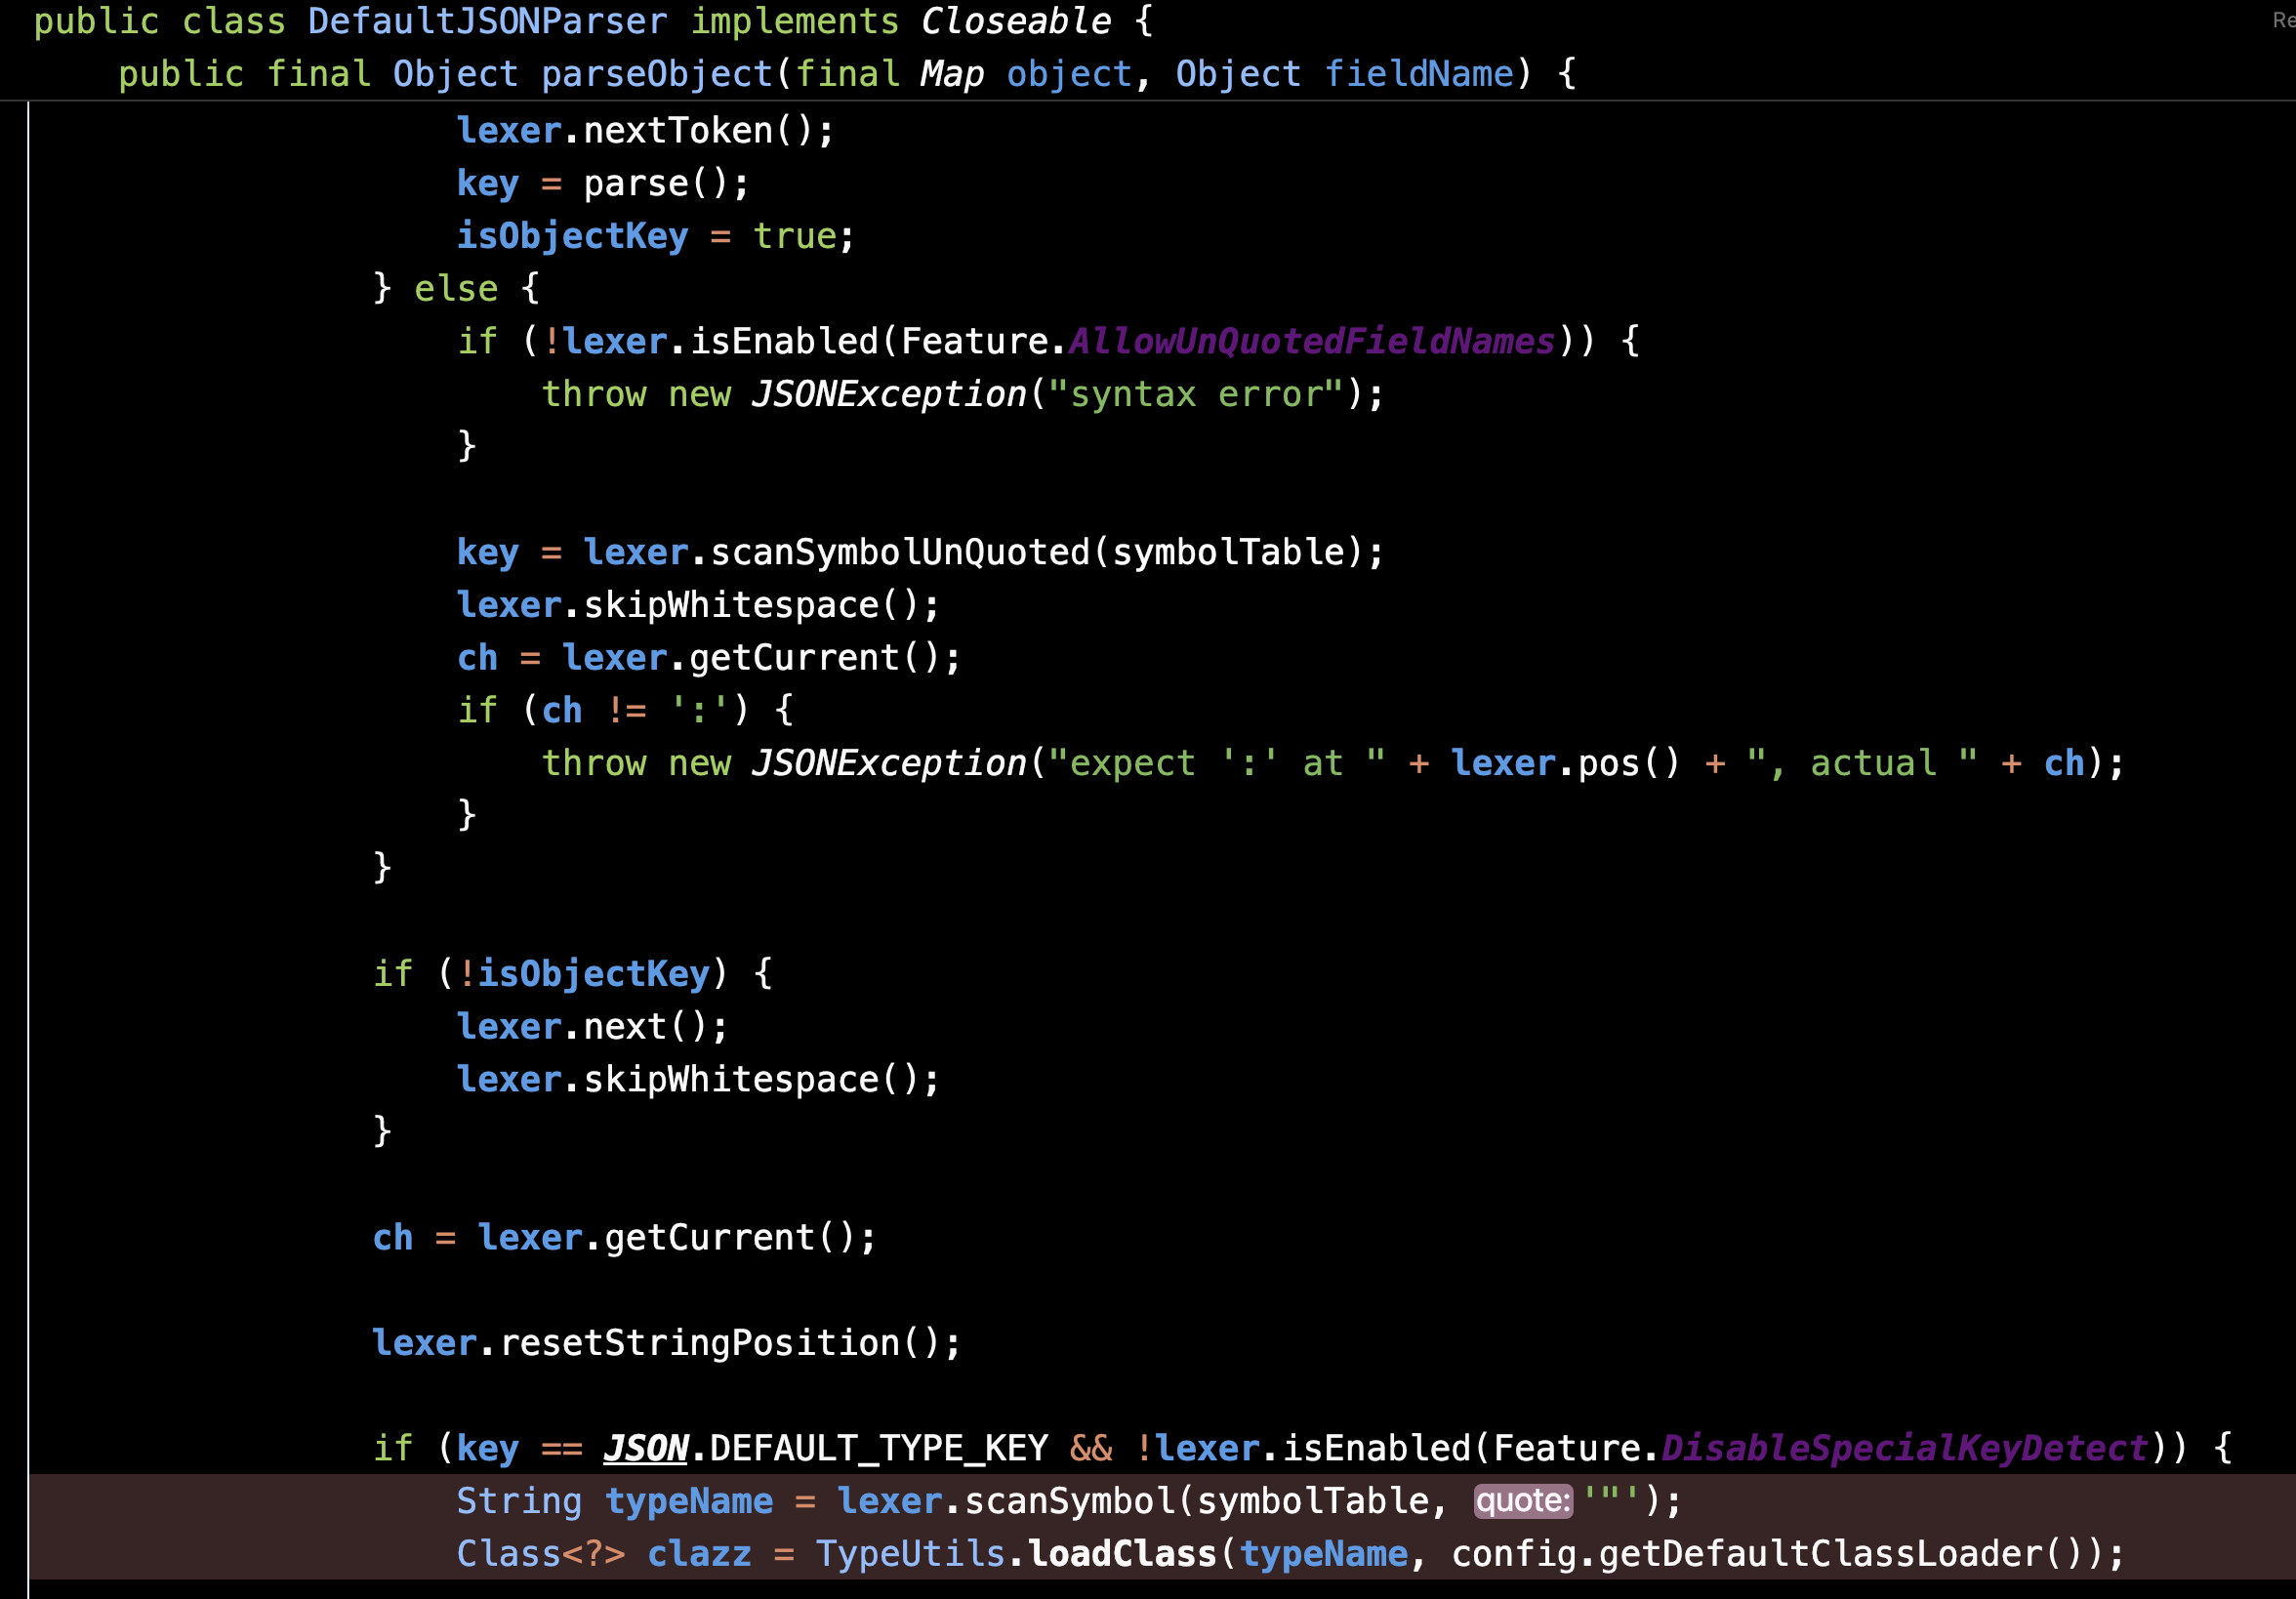 public class DefaultJSONParser implements Closeable {
public final Object parseObject(final Map object, Object fieldName) {
lexer.nextToken();
key = parse();
isObjectKey = true;
} else {
if (!lexer.isEnabled(Feature.AllowUnQuotedFieldNames)) {
throw new JSONException("syntax error");
}
key = lexer.scanSymbolUnQuoted(symbolTable);
lexer.skipWhitespace();
ch = lexer.getCurrent();
if (ch != ':') {
throw new JSONException("expect ':' at " + lexer.pos() + ", actual " + ch);
}
}
if (!isObjectKey) {
lexer.next();
lexer.skipWhitespace();
}
ch = lexer.getCurrent();
lexer.resetStringPosition();
if (key == JSON.DEFAULT_TYPE_KEY && !lexer.isEnabled(Feature.DisableSpecialKeyDetect)) {
String typeName = lexer.scanSymbol(symbolTable, quote: '"');
Class<?> clazz = TypeUtils.loadClass(typeName, config.getDefaultClassLoader());